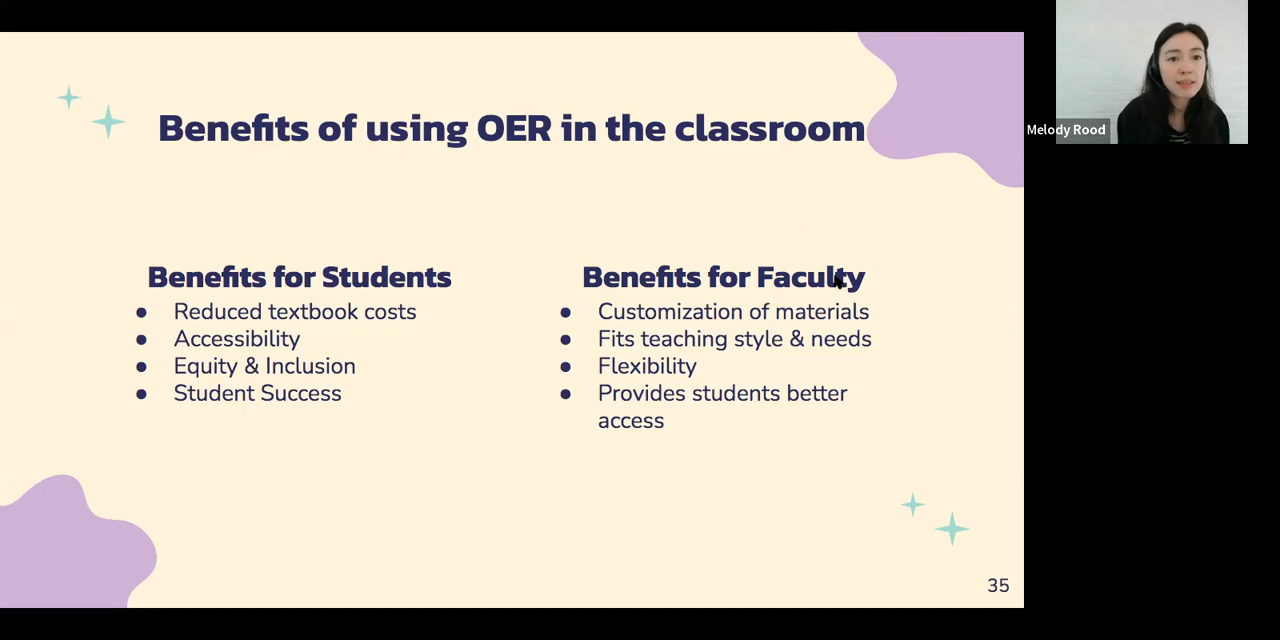 Benefits of using OER in the classroom
Melody Rood
Benefits for Students
● Reduced textbook costs
● Accessibility
● Equity & Inclusion
● Student Success
Benefits for Faculty
● Customization of materials
● Fits teaching style & needs
● Flexibility
● Provides students better
access
35